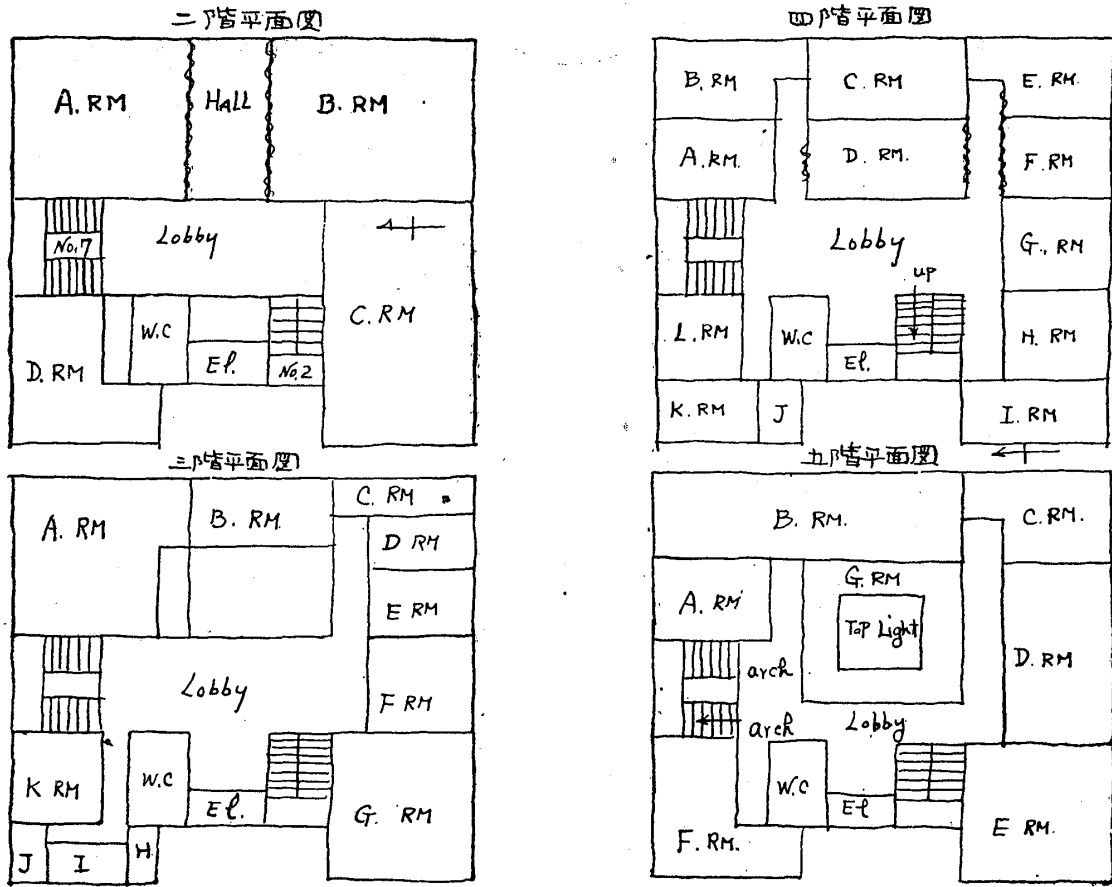 二階平面図
A. RM
HALL
B. RM
No.7
Lobby
D. RM
W.C
El.
No.2
C. RM
四階平面図
B. RM
C. RM
E. RM.
A. RM.
D. RM.
F. RM
Lobby
G. RM
up
L. RM
W.C
El.
H. RM
K. RM
J
I. RM
三階平面図
A. RM
B. RM.
C. RM
D RM
E RM
Lobby
F RM
K RM
W.C
El.
G. RM
J
I
H
五階平面図
B. RM.
C. RM.
A. RM
G. RM
Top Light
arch
D. RM
arch
Lobby
W.C
El
F. RM.
E RM.